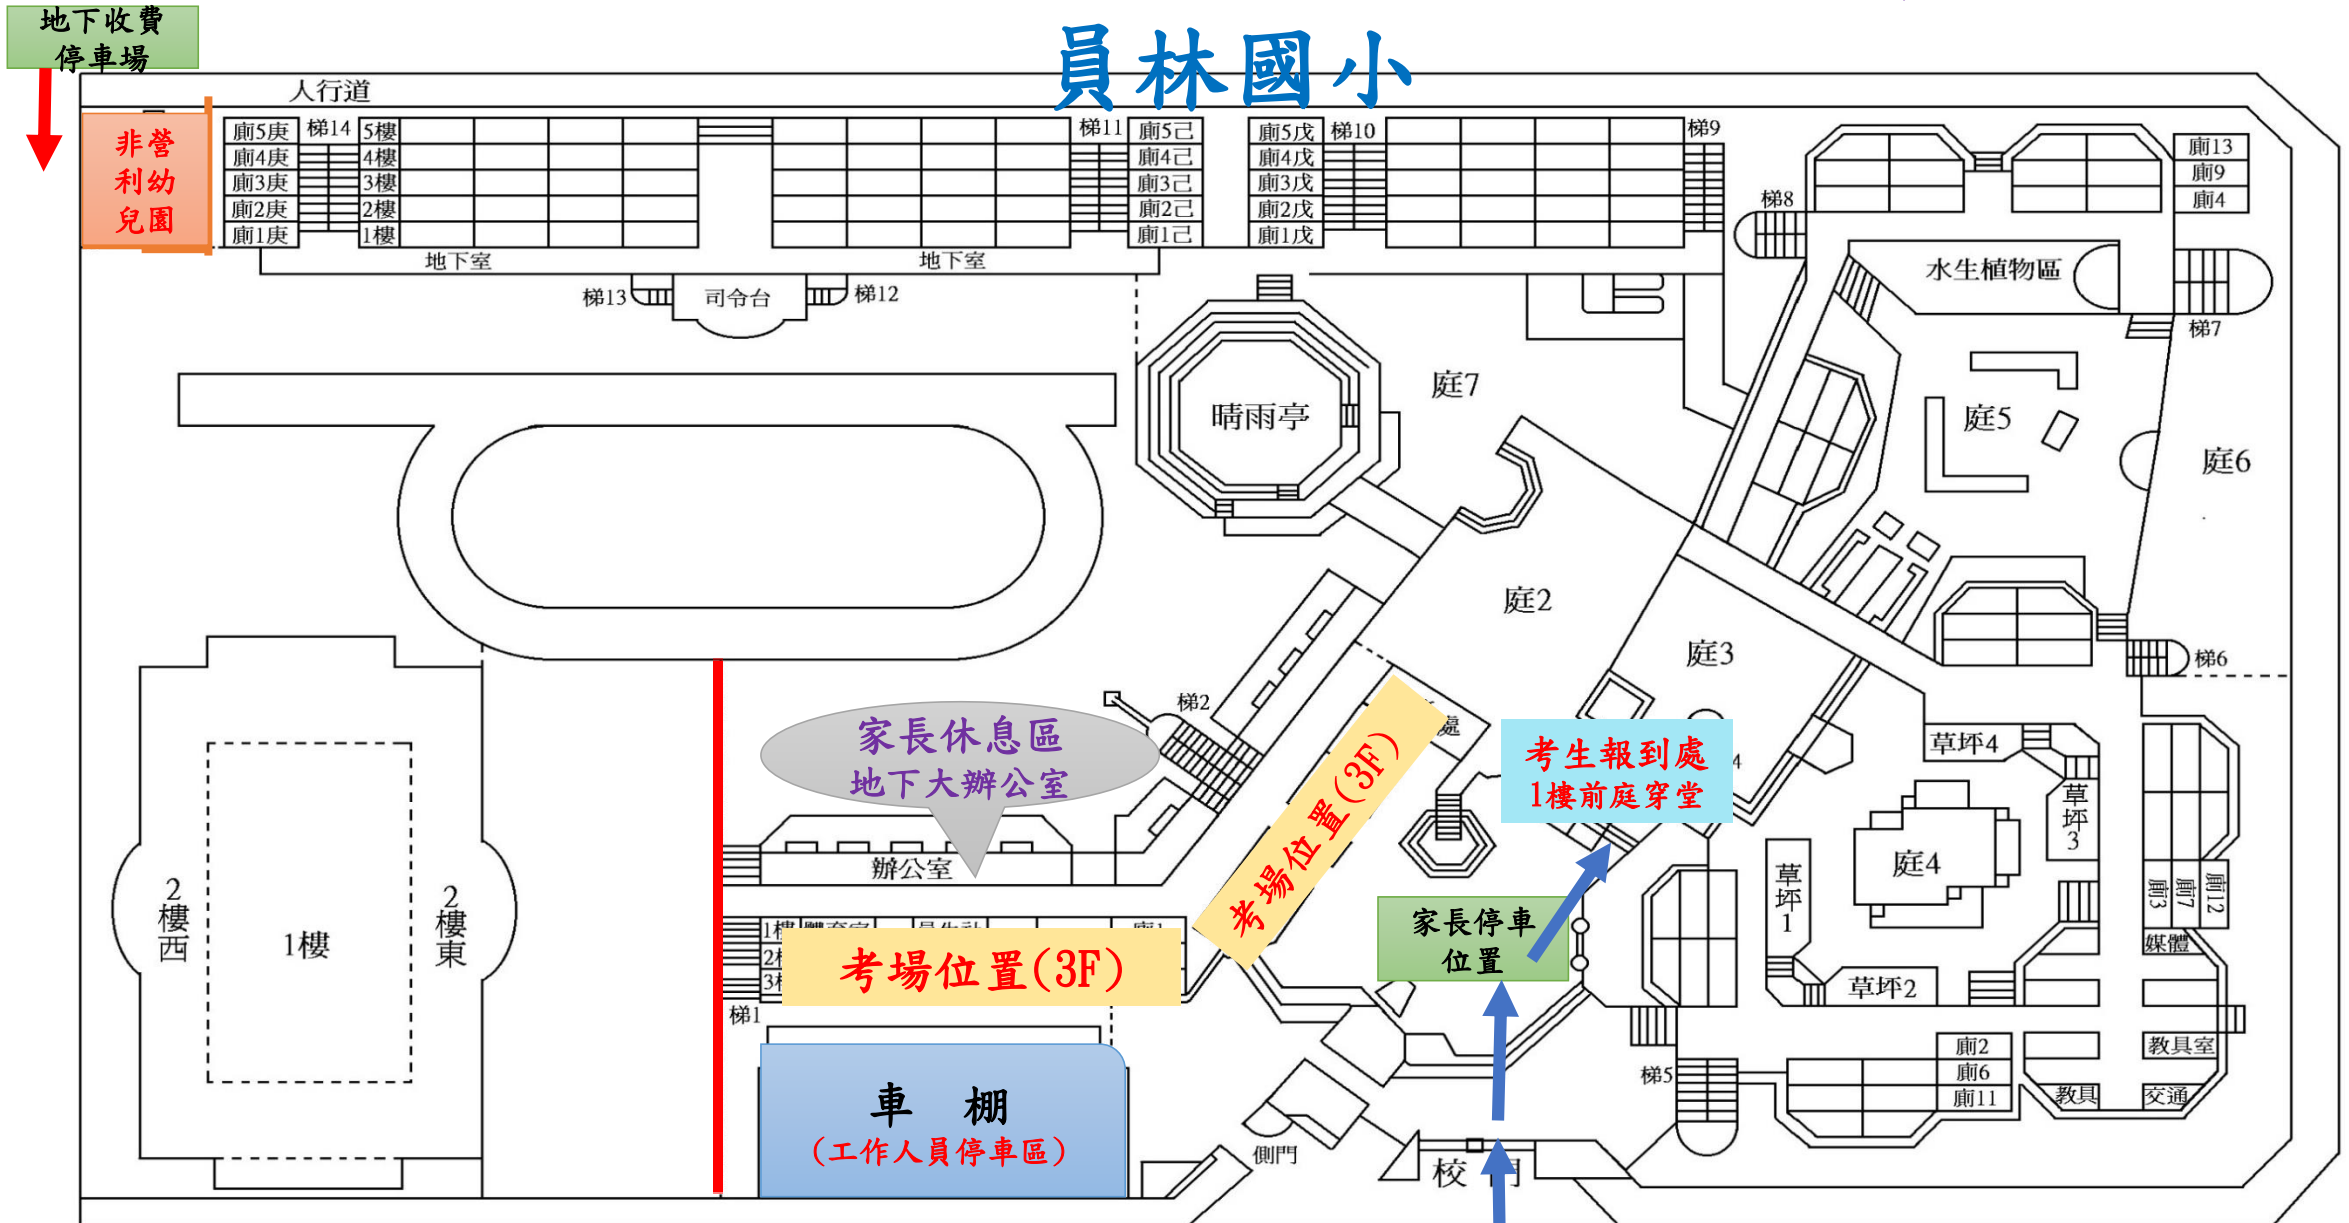 地下收費
停車場
員林國小
人行道
非營
利幼
兒園
廁5庚
廁4庚
廁3庚
廁2庚
廁1庚
梯14
5樓
4樓
3樓
2樓
1樓
梯11
廁5己
廁4己
廁3己
廁2己
廁1己
廁5戊
廁4戊
廁3戊
廁2戊
廁1戊
梯10
梯9
地下室
地下室
梯13
司令台
梯12
梯8
廁13
廁9
廁4
水生植物區
梯7
晴雨亭
庭7
庭5
庭6
庭2
庭3
梯6
梯2
家長休息區
地下大辦公室
辦公室
考場位置(3F)
處
考生報到處
1樓前庭穿堂
4
草坪4
草坪3
草坪1
庭4
草坪2
廁3
廁7
廁12
媒體
2樓西
1樓
2樓東
1樓
考場位置(3F)
梯1
家長停車
位置
車 棚
(工作人員停車區)
側門
校門
梯5
廁2
廁6
廁11
教具室
教具
交通